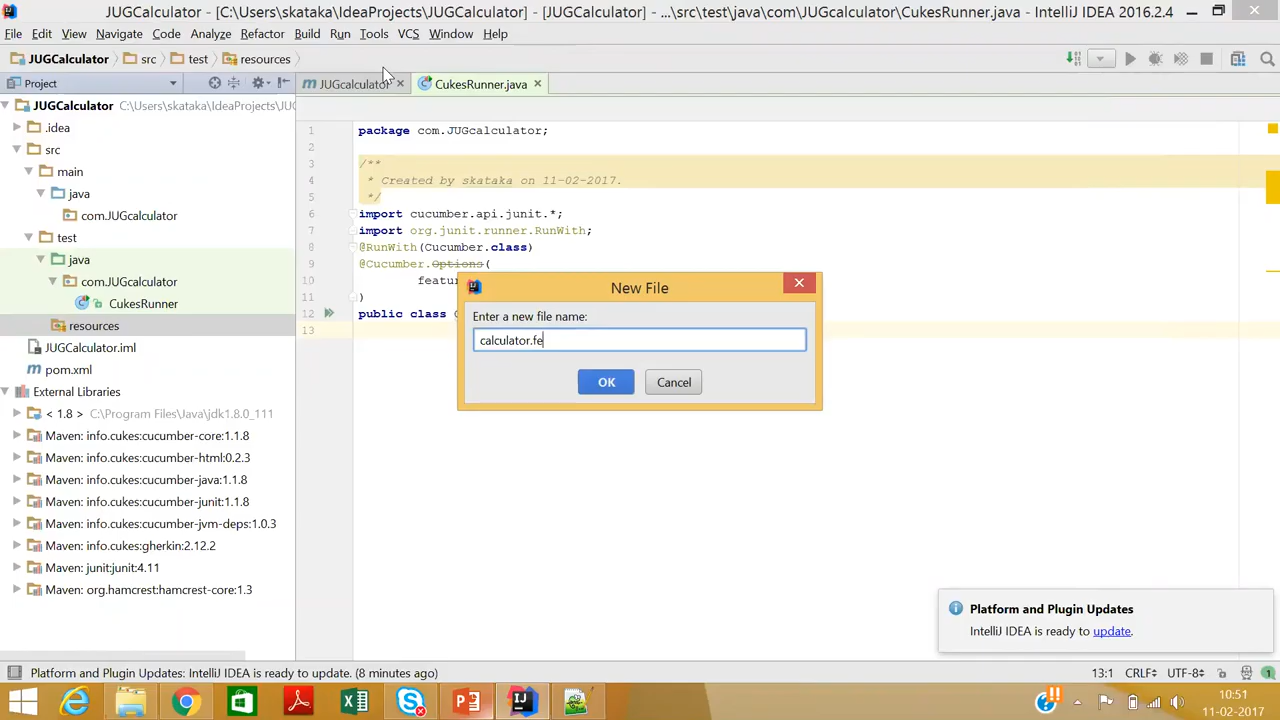 JUGCalculator - [C:\Users\skataka\IdeaProjects\JUGCalculator] - [JUGCalculator] - ...\src\test\java\com\JUGcalculator\CukesRunner.java - IntelliJ IDEA 2016.2.4
File Edit View Navigate Code Analyze Refactor Build Run Tools VCS Window Help
JUGCalculator src test resources
Project
JUGcalculator
CukesRunner.java
JUGCalculator C:\Users\skataka\IdeaProjects\JUG
.idea
src
main
java
com.JUGcalculator
test
java
com.JUGcalculator
CukesRunner
resources
JUGCalculator.iml
pom.xml
External Libraries
< 1.8 > C:\Program Files\Java\jdk1.8.0_111
Maven: info.cukes:cucumber-core:1.1.8
Maven: info.cukes:cucumber-html:0.2.3
Maven: info.cukes:cucumber-java:1.1.8
Maven: info.cukes:cucumber-junit:1.1.8
Maven: info.cukes:cucumber-jvm-deps:1.0.3
Maven: info.cukes:gherkin:2.12.2
Maven: junit:junit:4.11
Maven: org.hamcrest:hamcrest-core:1.3
1 package com.JUGcalculator;
2
3 /**
4 * Created by skataka on 11-02-2017.
5 */
6 import cucumber.api.junit.*;
7 import org.junit.runner.RunWith;
8 @RunWith(Cucumber.class)
9 @Cucumber.Options(
10 featu
11 )
12 public class
13
New File
Enter a new file name:
calculator.fe
OK
Cancel
Platform and Plugin Updates
IntelliJ IDEA is ready to update.
Platform and Plugin Updates: IntelliJ IDEA is ready to update. (8 minutes ago)
13:1 CRLF UTF-8
1
10:51
11-02-2017